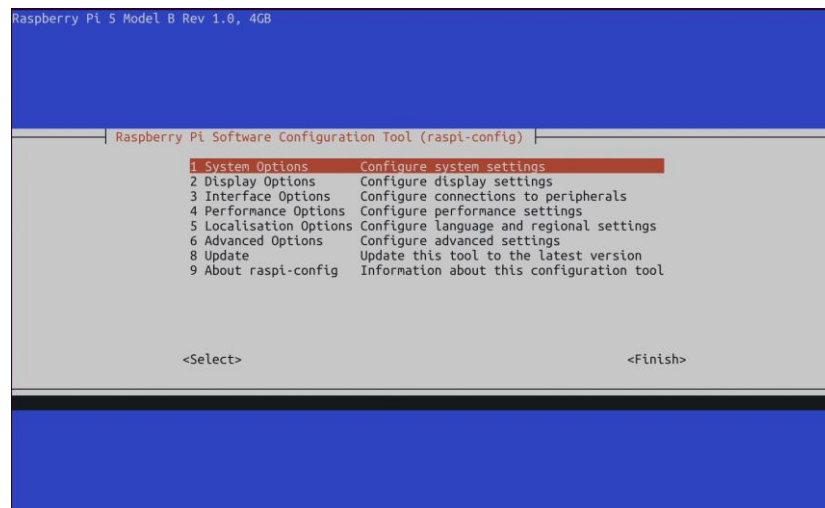 Raspberry Pi 5 Model B Rev 1.0, 4GB
Raspberry Pi Software Configuration Tool (raspi-config)
1 System Options Configure system settings
2 Display Options Configure display settings
3 Interface Options Configure connections to peripherals
4 Performance Options Configure performance settings
5 Localisation Options Configure language and regional settings
6 Advanced Options Configure advanced settings
8 Update Update this tool to the latest version
9 About raspi-config Information about this configuration tool
<Select> <Finish>